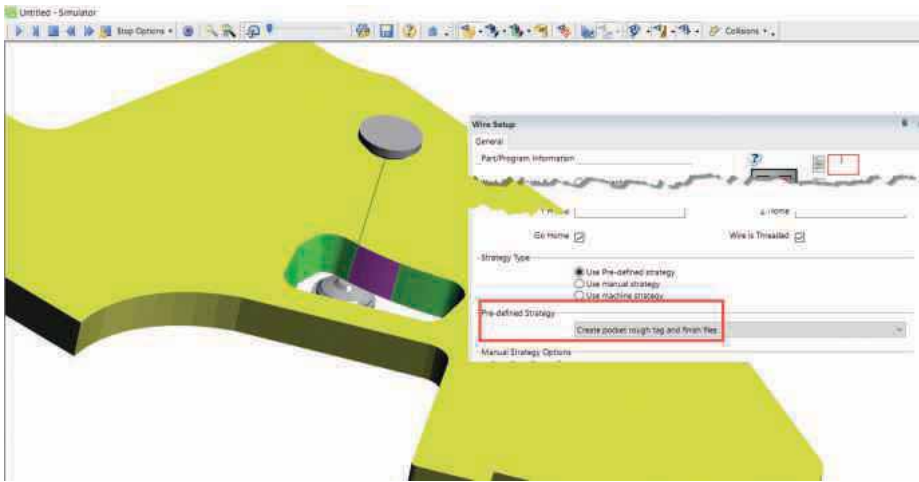 Untitled - Simulator
Stop Options
Collisions
Wire Setup
General
Part/Program Information
Go Home
Wire is Threaded
Strategy Type
Use Pre-defined strategy
Use manual strategy
Use machine strategy
Pre-defined Strategy
Create pocket rough tag and finish files
Manual Strategy Options